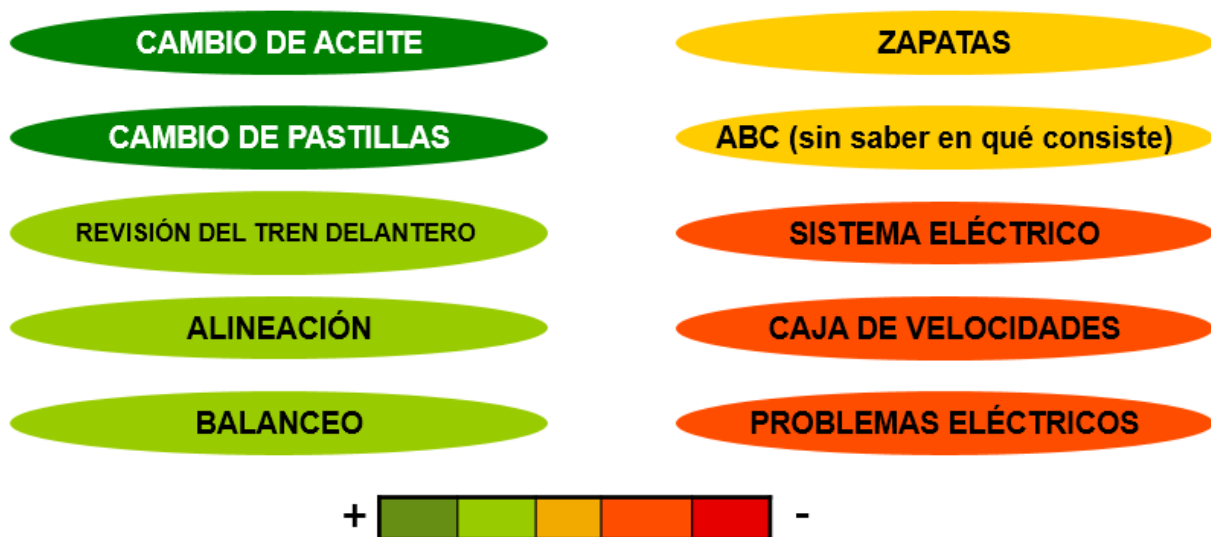 CAMBIO DE ACEITE
CAMBIO DE PASTILLAS
REVISIÓN DEL TREN DELANTERO
ALINEACIÓN
BALANCEO
ZAPATAS
ABC (sin saber en qué consiste)
SISTEMA ELÉCTRICO
CAJA DE VELOCIDADES
PROBLEMAS ELÉCTRICOS
+ -